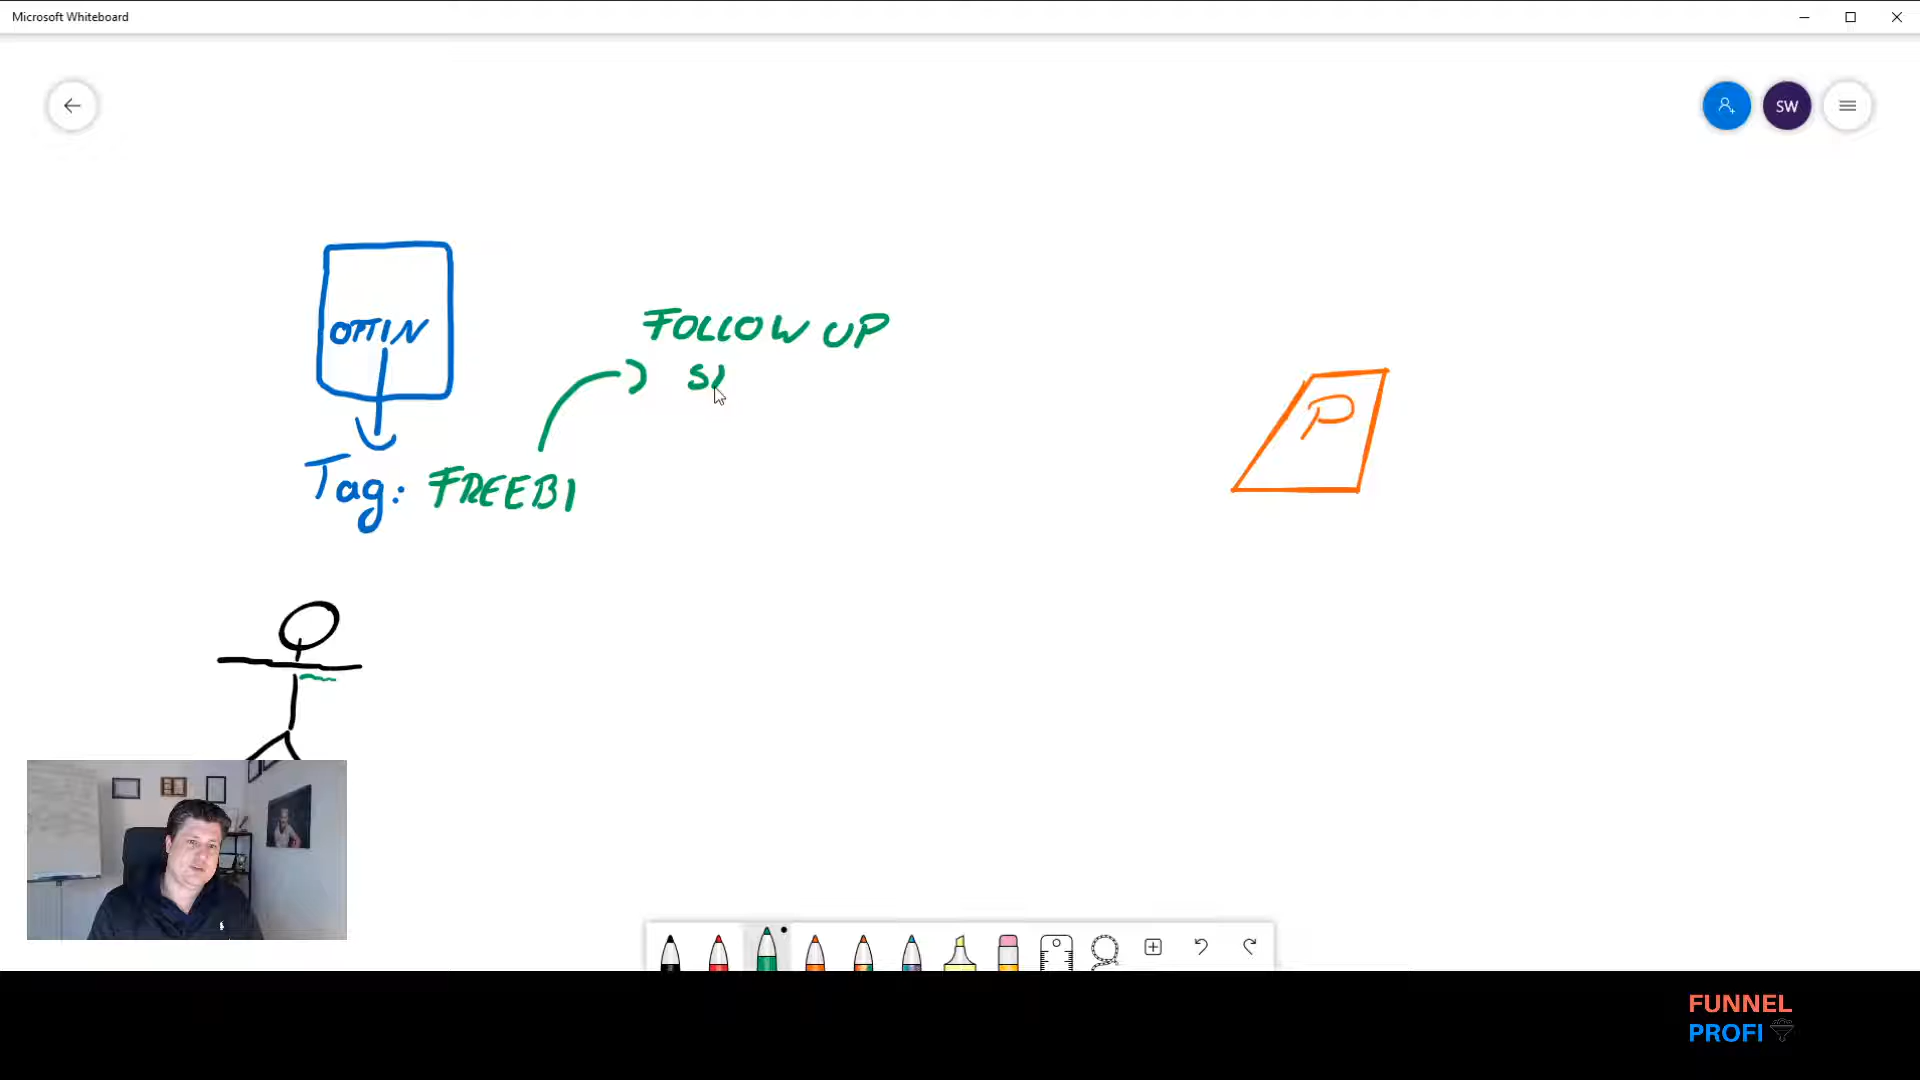 Microsoft Whiteboard
SW
OPTIN
FOLLOW UP
Tag: FREEBI
P
FUNNEL
PROFI